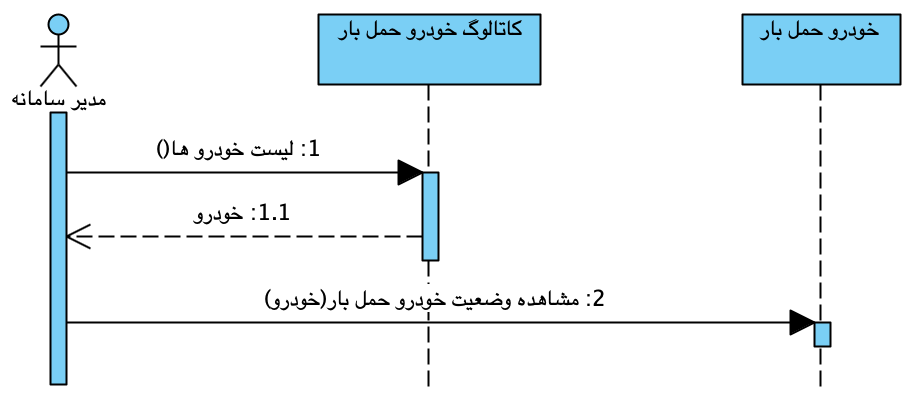 کاتالوگ خودرو حمل بار
خودرو حمل بار
مدیر سامانه
1: لیست خودرو ها()
1.1: خودرو
2: مشاهده وضعیت خودرو حمل بار(خودرو)